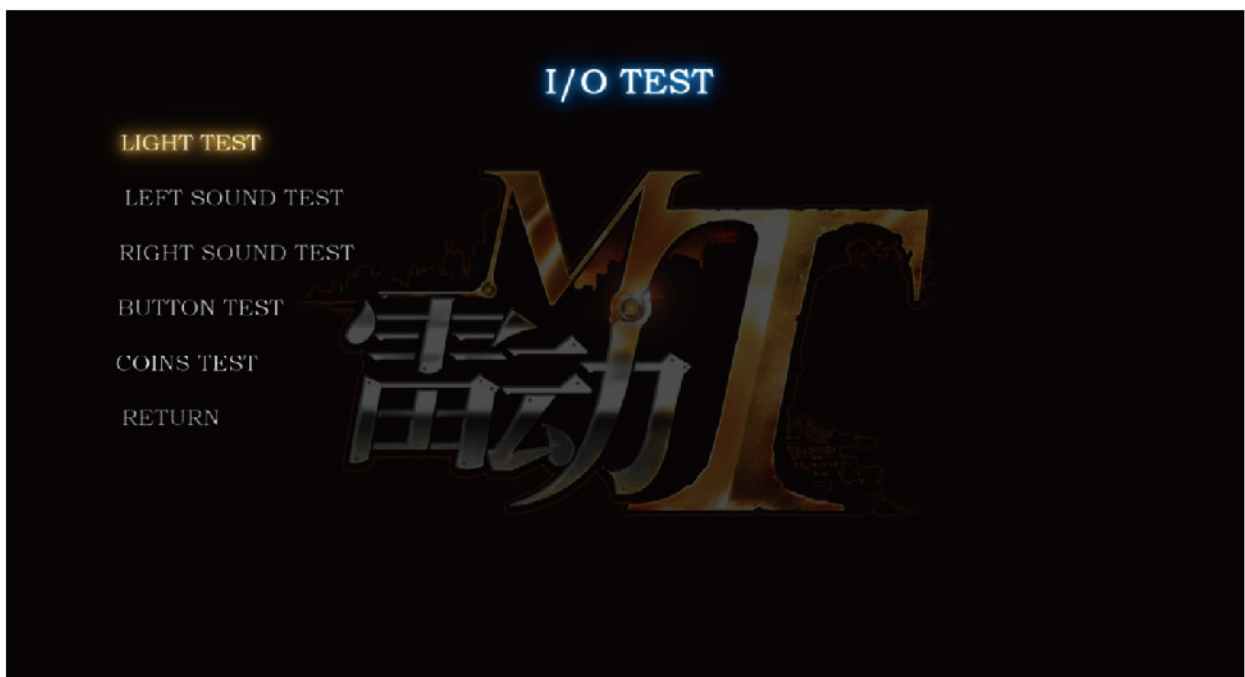 I/O TEST
LIGHT TEST
LEFT SOUND TEST
RIGHT SOUND TEST
BUTTON TEST
COINS TEST
RETURN
MT
雷动